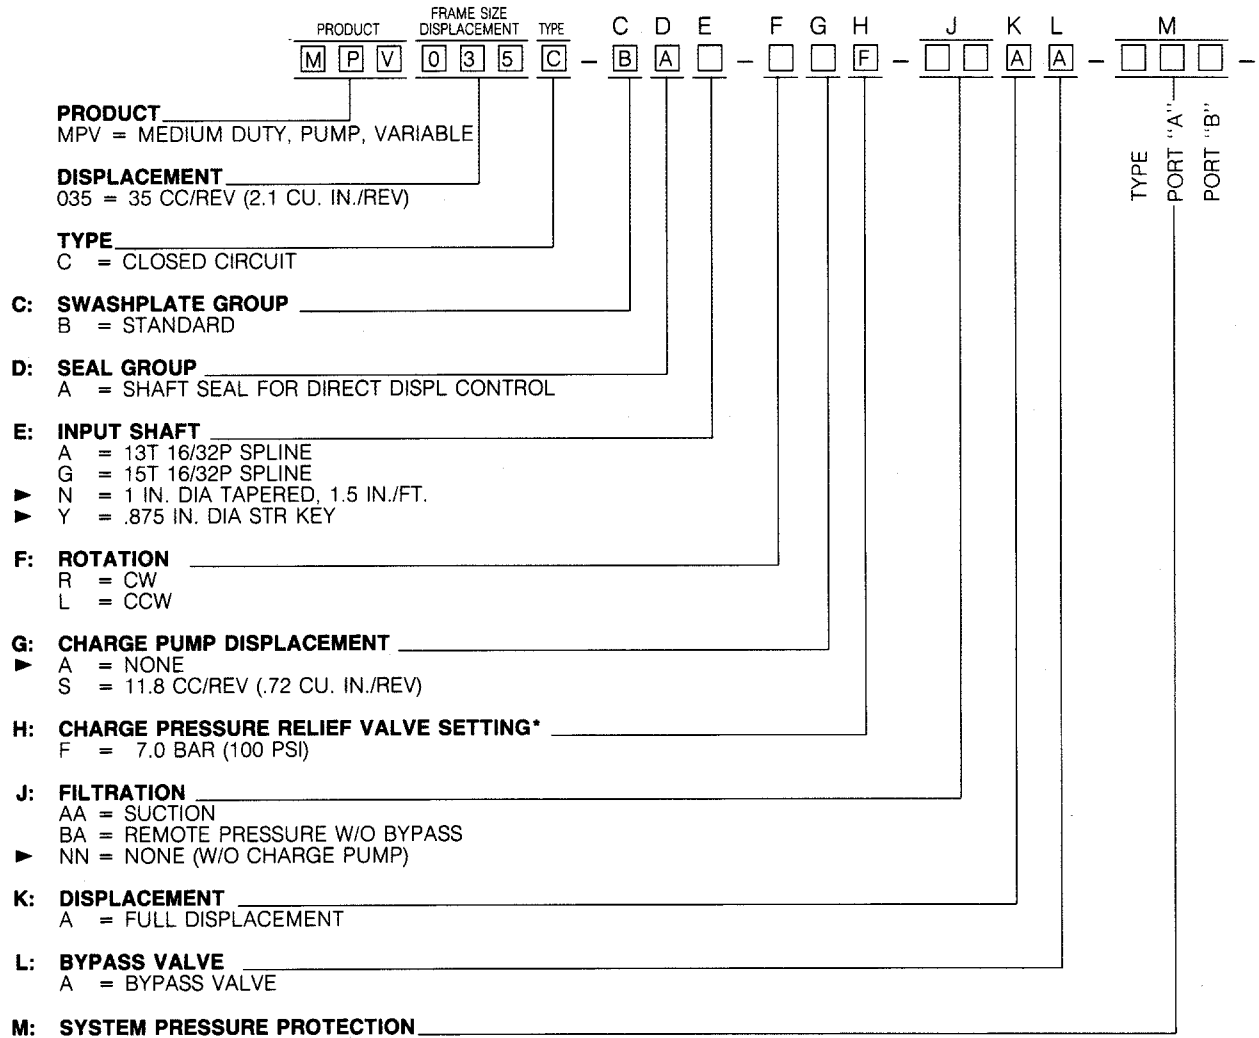 PRODUCT FRAME SIZE DISPLACEMENT TYPE C D E F G H J K L M
M P V 0 3 5 C – B A – F – A A – –
TYPE
PORT "A"
PORT "B"
PRODUCT
MPV = MEDIUM DUTY, PUMP, VARIABLE
DISPLACEMENT
035 = 35 CC/REV (2.1 CU. IN./REV)
TYPE
C = CLOSED CIRCUIT
C: SWASHPLATE GROUP
B = STANDARD
D: SEAL GROUP
A = SHAFT SEAL FOR DIRECT DISPL CONTROL
E: INPUT SHAFT
A = 13T 16/32P SPLINE
G = 15T 16/32P SPLINE
► N = 1 IN. DIA TAPERED, 1.5 IN./FT.
► Y = .875 IN. DIA STR KEY
F: ROTATION
R = CW
L = CCW
G: CHARGE PUMP DISPLACEMENT
► A = NONE
S = 11.8 CC/REV (.72 CU. IN./REV)
H: CHARGE PRESSURE RELIEF VALVE SETTING*
F = 7.0 BAR (100 PSI)
J: FILTRATION
AA = SUCTION
BA = REMOTE PRESSURE W/O BYPASS
► NN = NONE (W/O CHARGE PUMP)
K: DISPLACEMENT
A = FULL DISPLACEMENT
L: BYPASS VALVE
A = BYPASS VALVE
M: SYSTEM PRESSURE PROTECTION